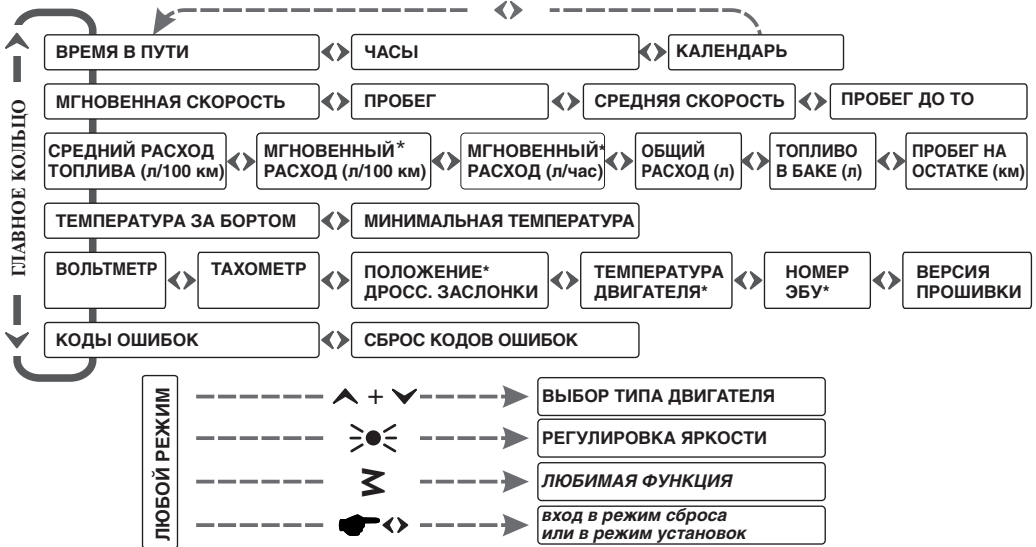 ГЛАВНОЕ КОЛЬЦО
ВРЕМЯ В ПУТИ
ЧАСЫ
КАЛЕНДАРЬ
МГНОВЕННАЯ СКОРОСТЬ
ПРОБЕГ
СРЕДНЯЯ СКОРОСТЬ
ПРОБЕГ ДО ТО
СРЕДНИЙ РАСХОД
ТОПЛИВА (л/100 км)
МГНОВЕННЫЙ*
РАСХОД (л/100 км)
МГНОВЕННЫЙ*
РАСХОД (л/час)
ОБЩИЙ
РАСХОД (л)
ТОПЛИВО
В БАКЕ (л)
ПРОБЕГ НА
ОСТАТКЕ (км)
ТЕМПЕРАТУРА ЗА БОРТОМ
МИНИМАЛЬНАЯ ТЕМПЕРАТУРА
ВОЛЬТМЕТР
ТАХОМЕТР
ПОЛОЖЕНИЕ*
ДРОСС. ЗАСЛОНКИ
ТЕМПЕРАТУРА
ДВИГАТЕЛЯ*
НОМЕР
ЭБУ*
ВЕРСИЯ
ПРОШИВКИ
КОДЫ ОШИБОК
СБРОС КОДОВ ОШИБОК
ЛЮБОЙ РЕЖИМ
+
ВЫБОР ТИПА ДВИГАТЕЛЯ
РЕГУЛИРОВКА ЯРКОСТИ
ЛЮБИМАЯ ФУНКЦИЯ
вход в режим сброса
или в режим установок